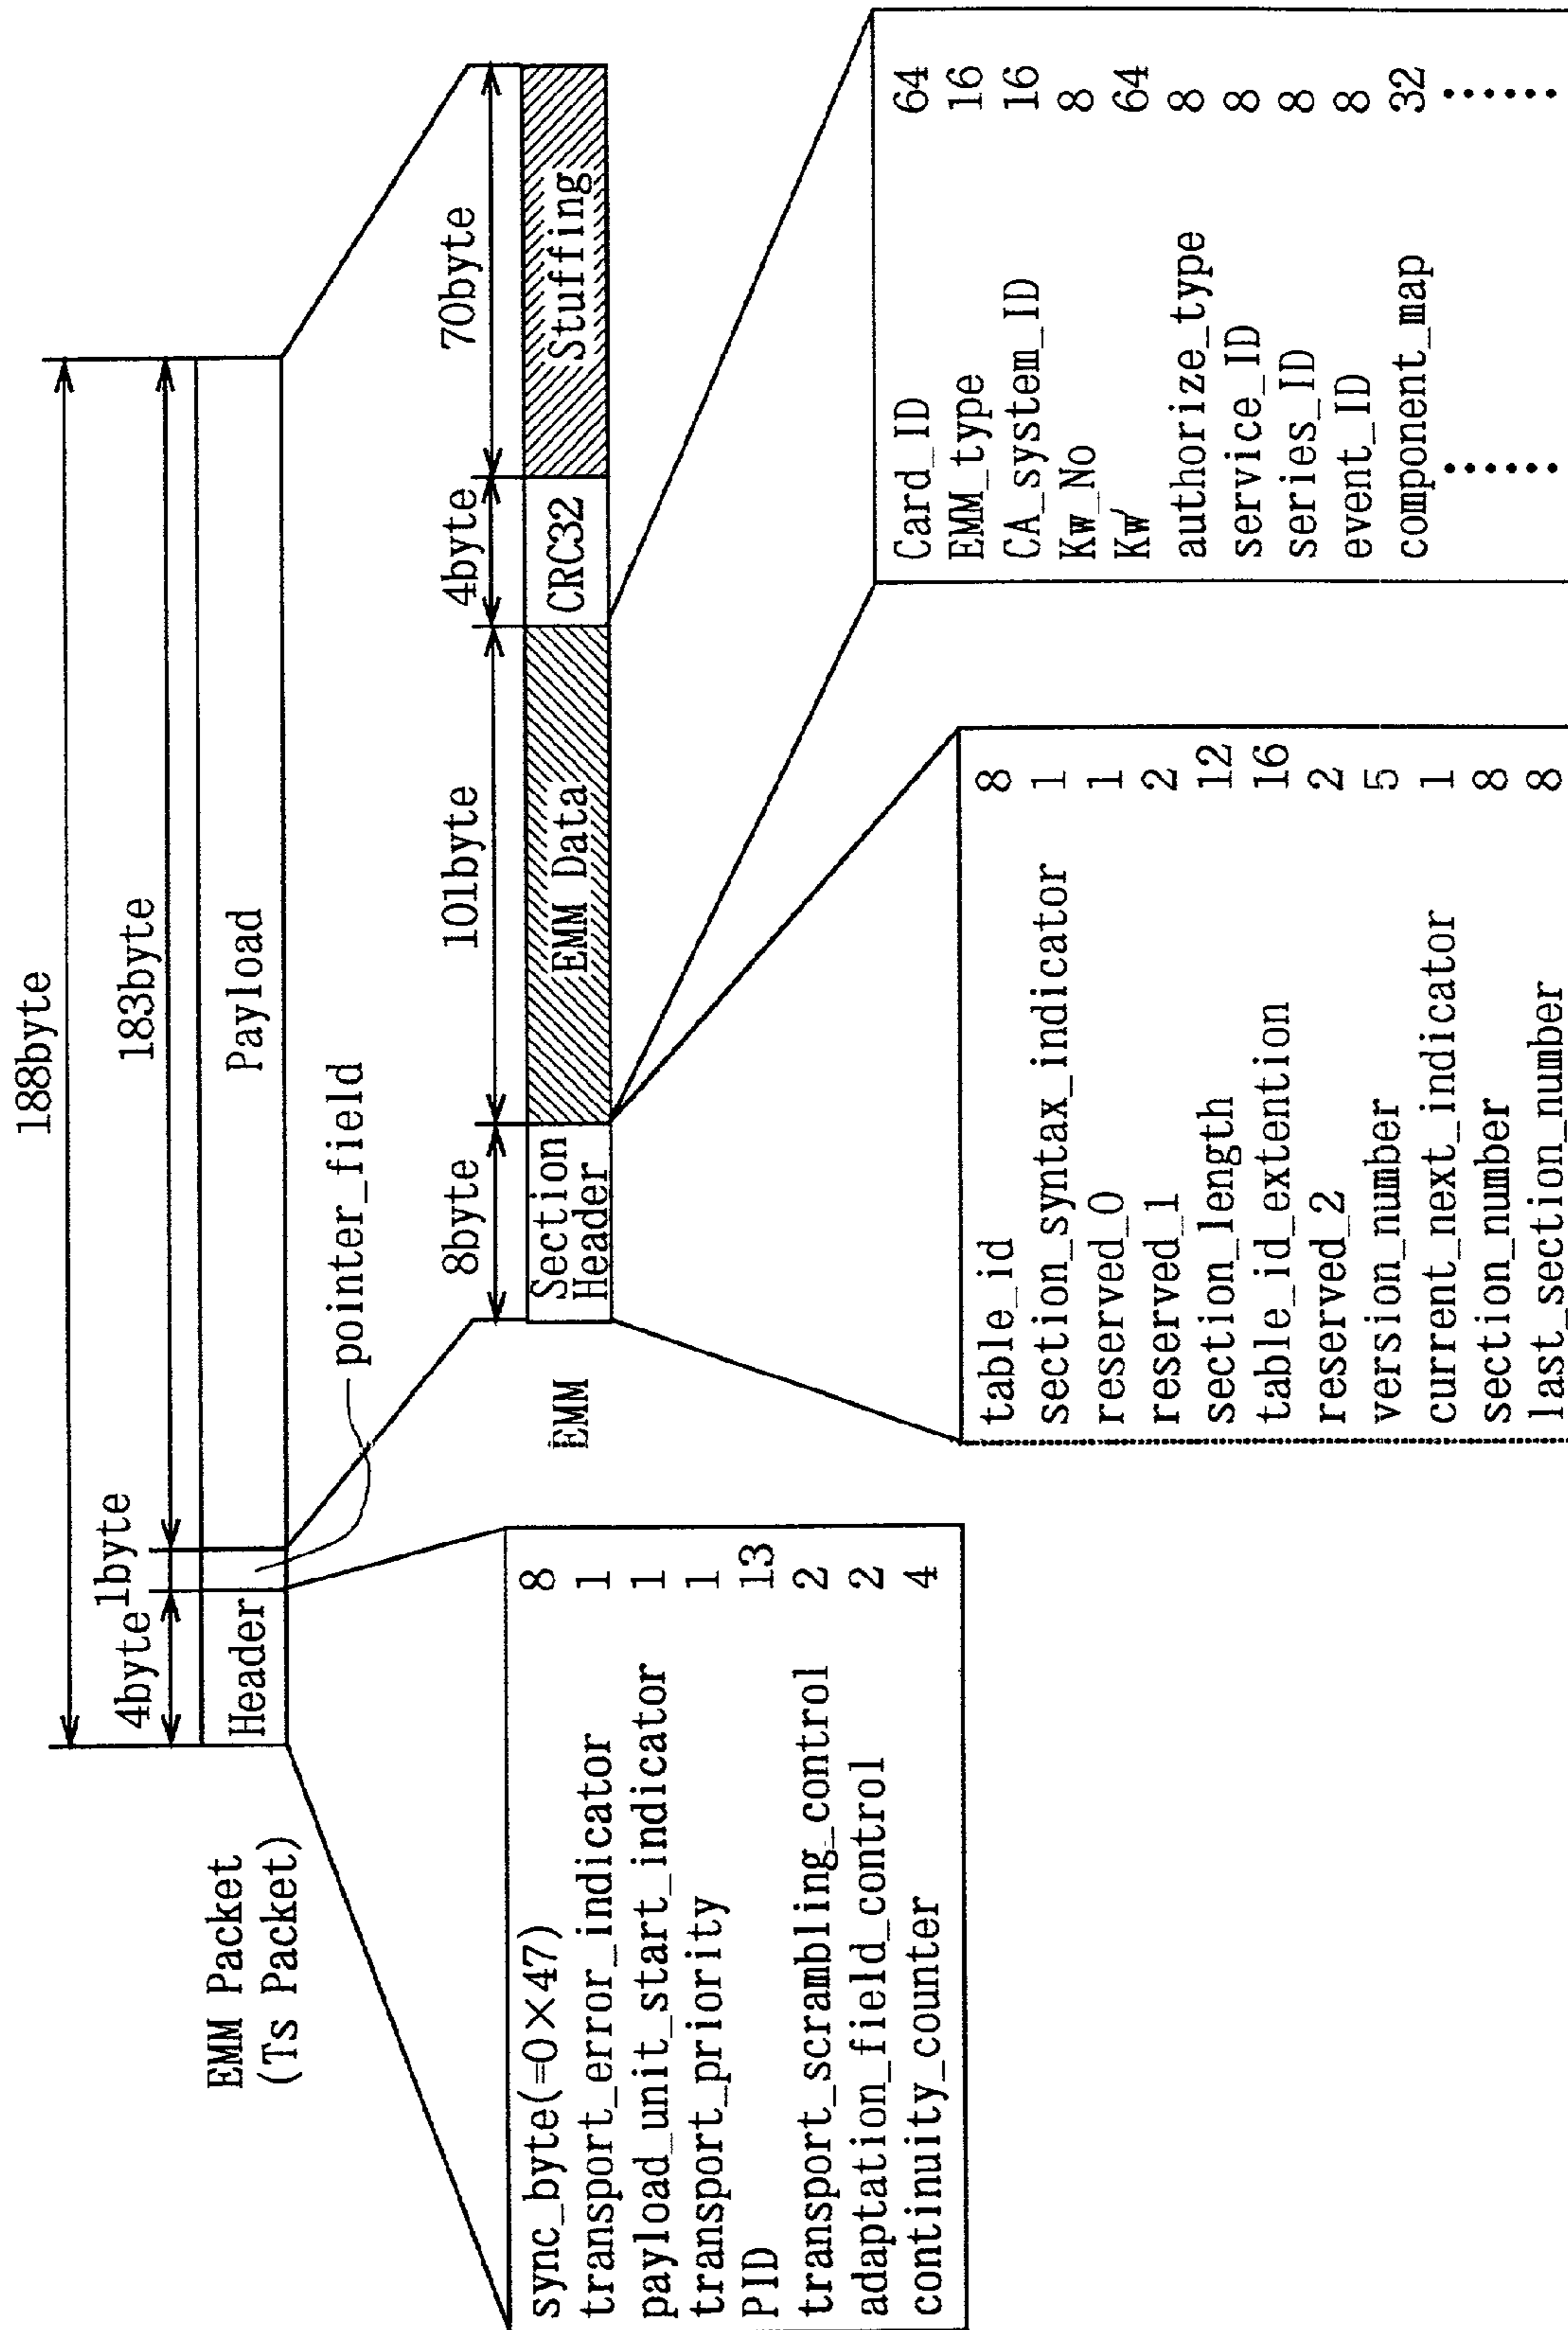 188byte
4byte
1byte
183byte
EMM Packet
(Ts Packet)
Header
Payload
pointer_field
sync_byte(=0×47) 8
transport_error_indicator 1
payload_unit_start_indicator 1
transport_priority 1
PID 13
transport_scrambling_control 2
adaptation_field_control 2
continuity_counter 4
8byte
101byte
4byte
70byte
EMM
Section
Header
EMM Data
CRC32
Stuffing
table_id 8
section_syntax_indicator 1
reserved_0 1
reserved_1 2
section_length 12
table_id_extention 16
reserved_2 2
version_number 5
current_next_indicator 1
section_number 8
last_section_number 8
Card_ID 64
EMM_type 16
CA_system_ID 16
Kw_No 8
Kw 64
authorize_type 8
service_ID 8
series_ID 8
event_ID 8
component_map 32
...... ......